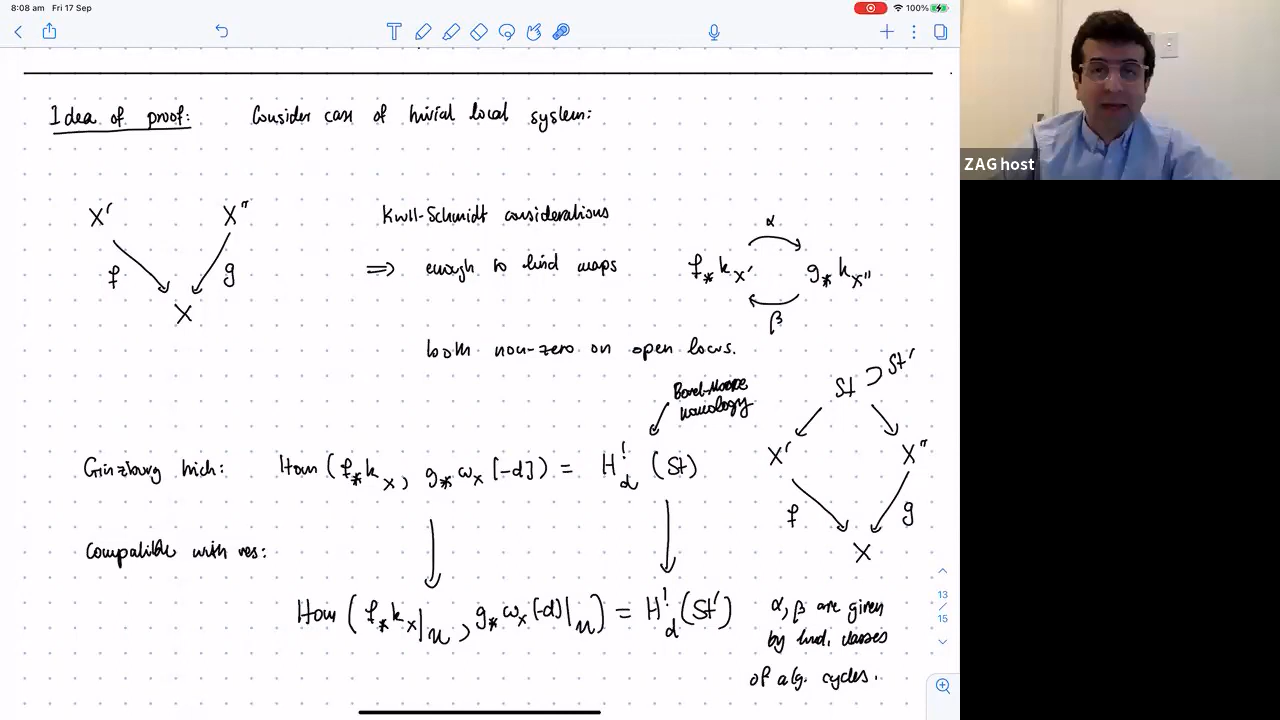 8:08 am Fri 17 Sep
100%
Idea of proof: Consider case of trivial local system:
X' X"
f g
X
Krull-Schmidt considerations
⟹ enough to find maps f_* k_{X'} g_* k_{X"}
α
β
both non-zero on open locus.
Borel-Moore
homology
St ⊃ St'
X' X"
f g
X
Ginzburg trick: Hom (f_* k_X, g_* ω_X [-d]) = H^!_d (St)
Compatible with res:
Hom (f_* k_X|_U, g_* ω_X [-d]|_U) = H^!_d (St')
α, β are given
by fund. classes
of alg. cycles.
13
/
15
ZAG host